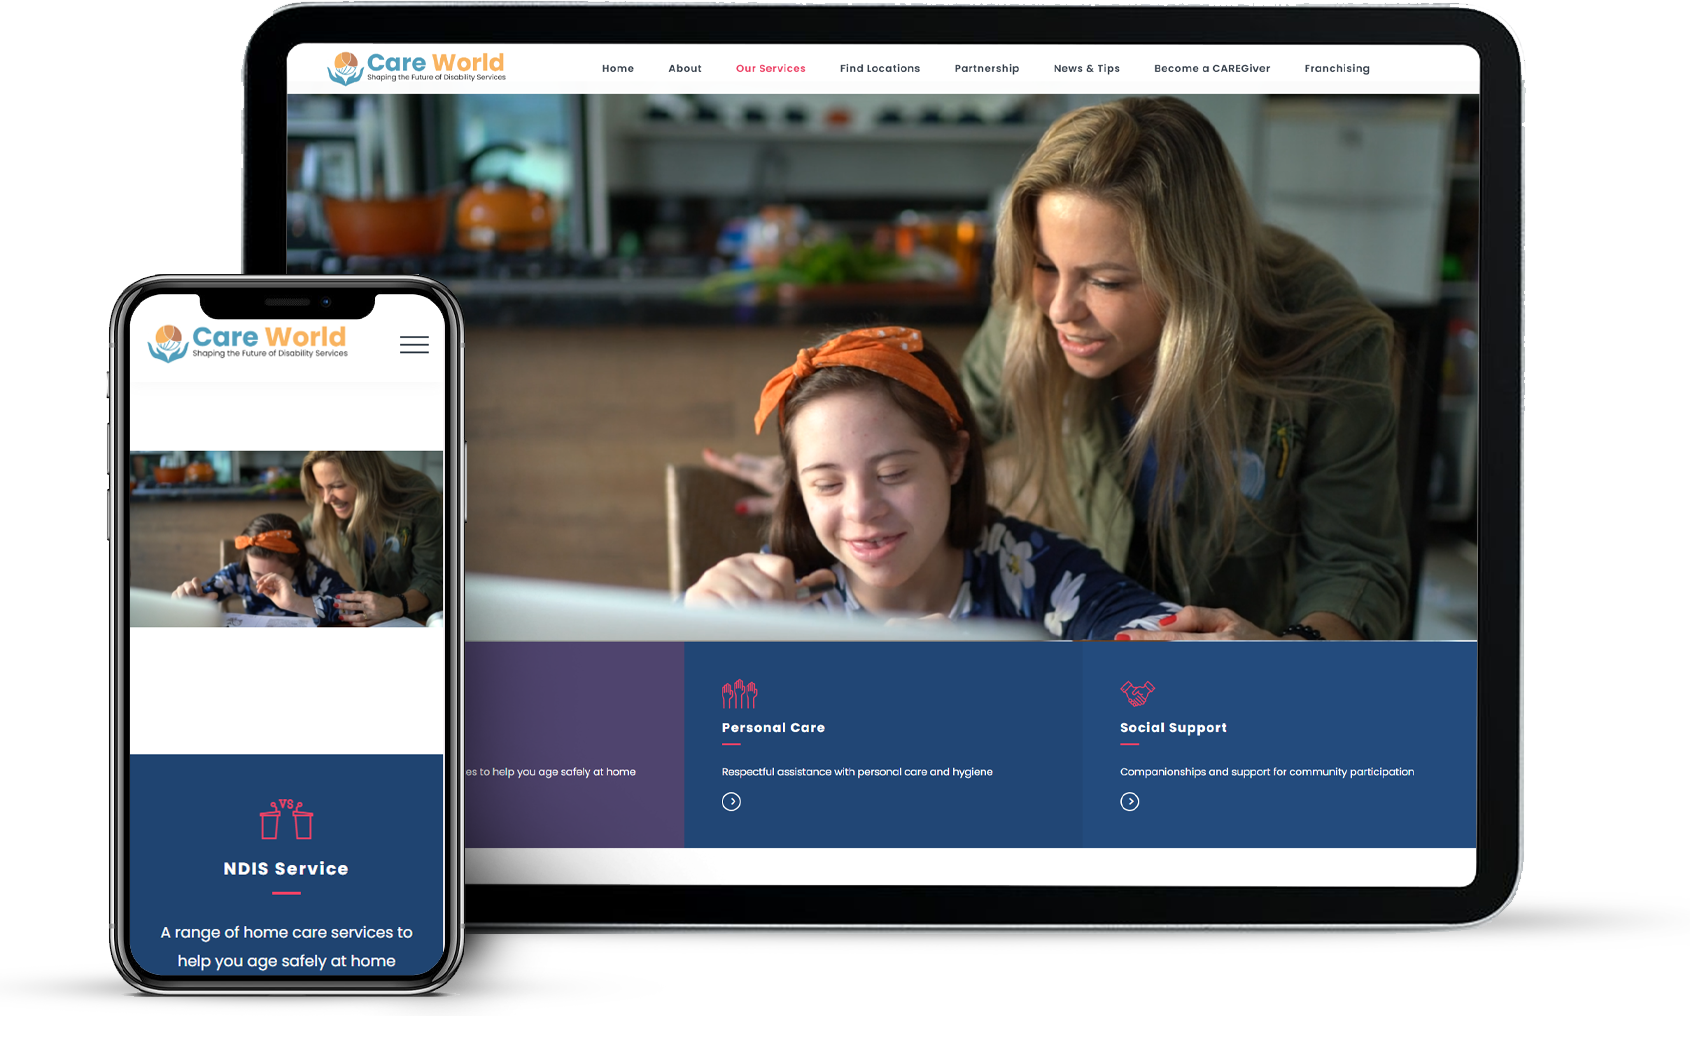 Care World
Shaping the Future of Disability Services
Home About Our Services Find Locations Partnership News & Tips Become a CAREGiver Franchising
es to help you age safely at home
Personal Care
Respectful assistance with personal care and hygiene
Social Support
Companionships and support for community participation
Care World
Shaping the Future of Disability Services
VS
NDIS Service
A range of home care services to
help you age safely at home